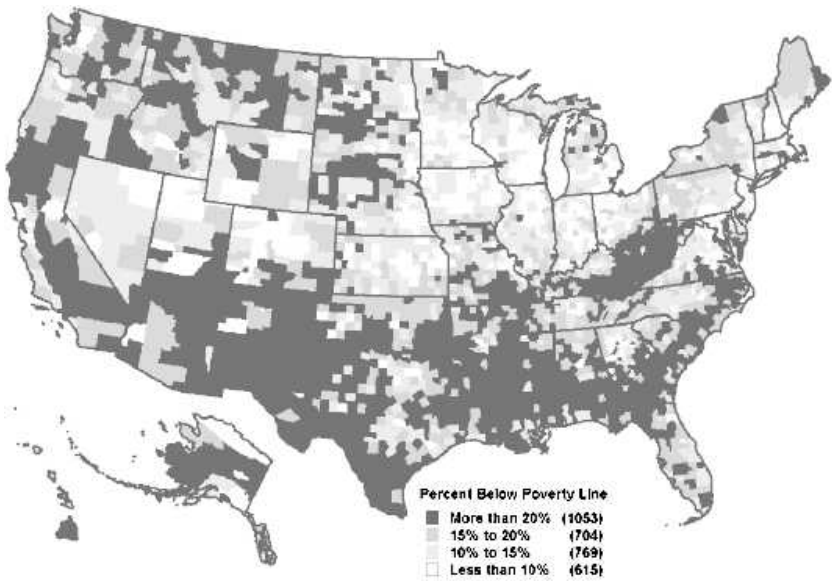 Percent Below Poverty Line
More than 20% (1053)
15% to 20% (704)
10% to 15% (769)
Less than 10% (615)